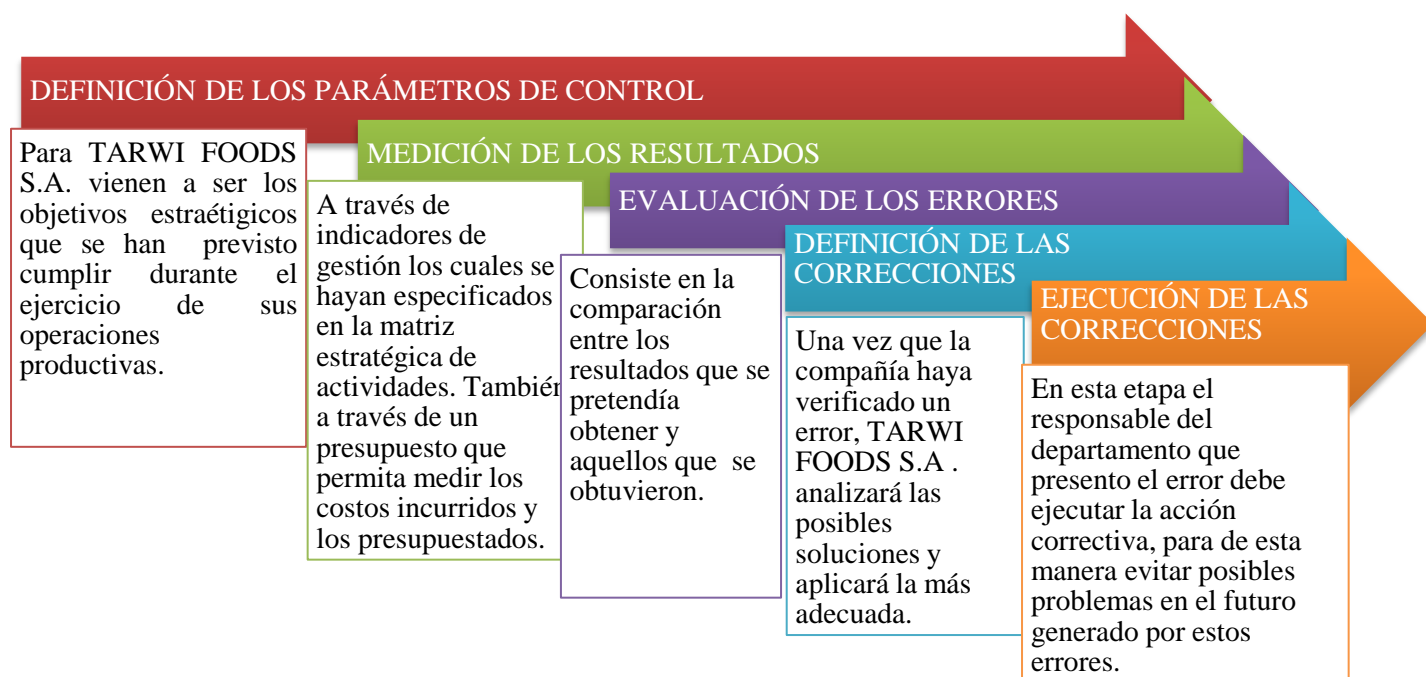 DEFINICIÓN DE LOS PARÁMETROS DE CONTROL
Para TARWI FOODS
S.A. vienen a ser los
objetivos estraétigicos
que se han previsto
cumplir durante el
ejercicio de sus
operaciones
productivas.
MEDICIÓN DE LOS RESULTADOS
A través de
indicadores de
gestión los cuales se
hayan especificados
en la matriz
estratégica de
actividades. También
a través de un
presupuesto que
permita medir los
costos incurridos y
los presupuestados.
EVALUACIÓN DE LOS ERRORES
Consiste en la
comparación
entre los
resultados que se
pretendía
obtener y
aquellos que se
obtuvieron.
DEFINICIÓN DE LAS
CORRECCIONES
Una vez que la
compañía haya
verificado un
error, TARWI
FOODS S.A .
analizará las
posibles
soluciones y
aplicará la más
adecuada.
EJECUCIÓN DE LAS
CORRECCIONES
En esta etapa el
responsable del
departamento que
presento el error debe
ejecutar la acción
correctiva, para de esta
manera evitar posibles
problemas en el futuro
generado por estos
errores.